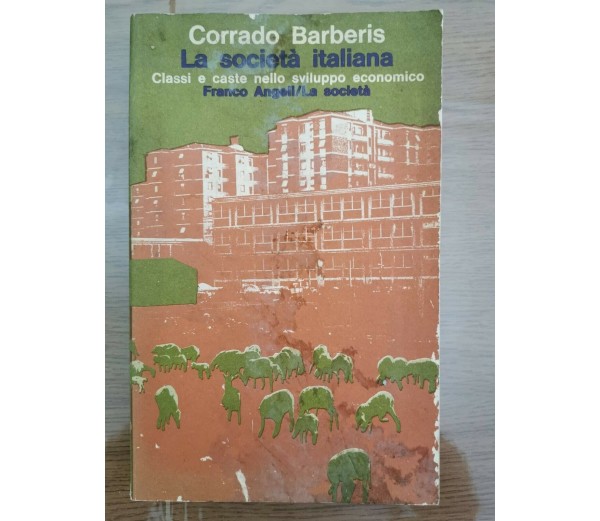 Corrado Barberis
La società italiana
Classi e caste nello sviluppo economico
Franco Angeli/La società